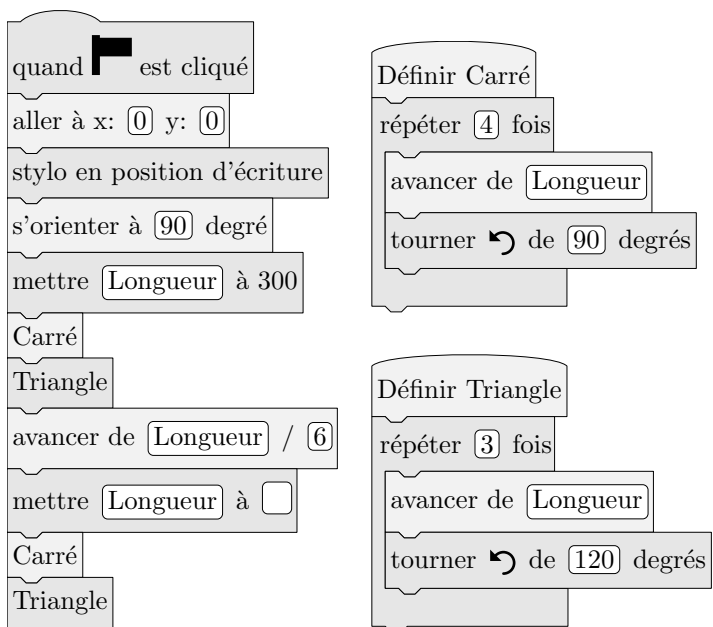 quand est cliqué
aller à x: 0 y: 0
stylo en position d'écriture
s'orienter à 90 degré
mettre Longueur à 300
Carré
Triangle
avancer de Longueur / 6
mettre Longueur à
Carré
Triangle
Définir Carré
répéter 4 fois
avancer de Longueur
tourner de 90 degrés
Définir Triangle
répéter 3 fois
avancer de Longueur
tourner de 120 degrés